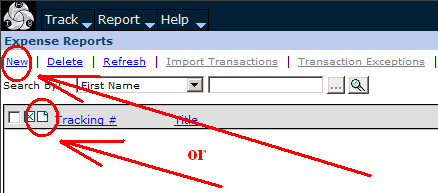 Track Report Help
Expense Reports
New | Delete | Refresh | Import Transactions | Transaction Exceptions |
Search By: First Name ...
Tracking # Title
or